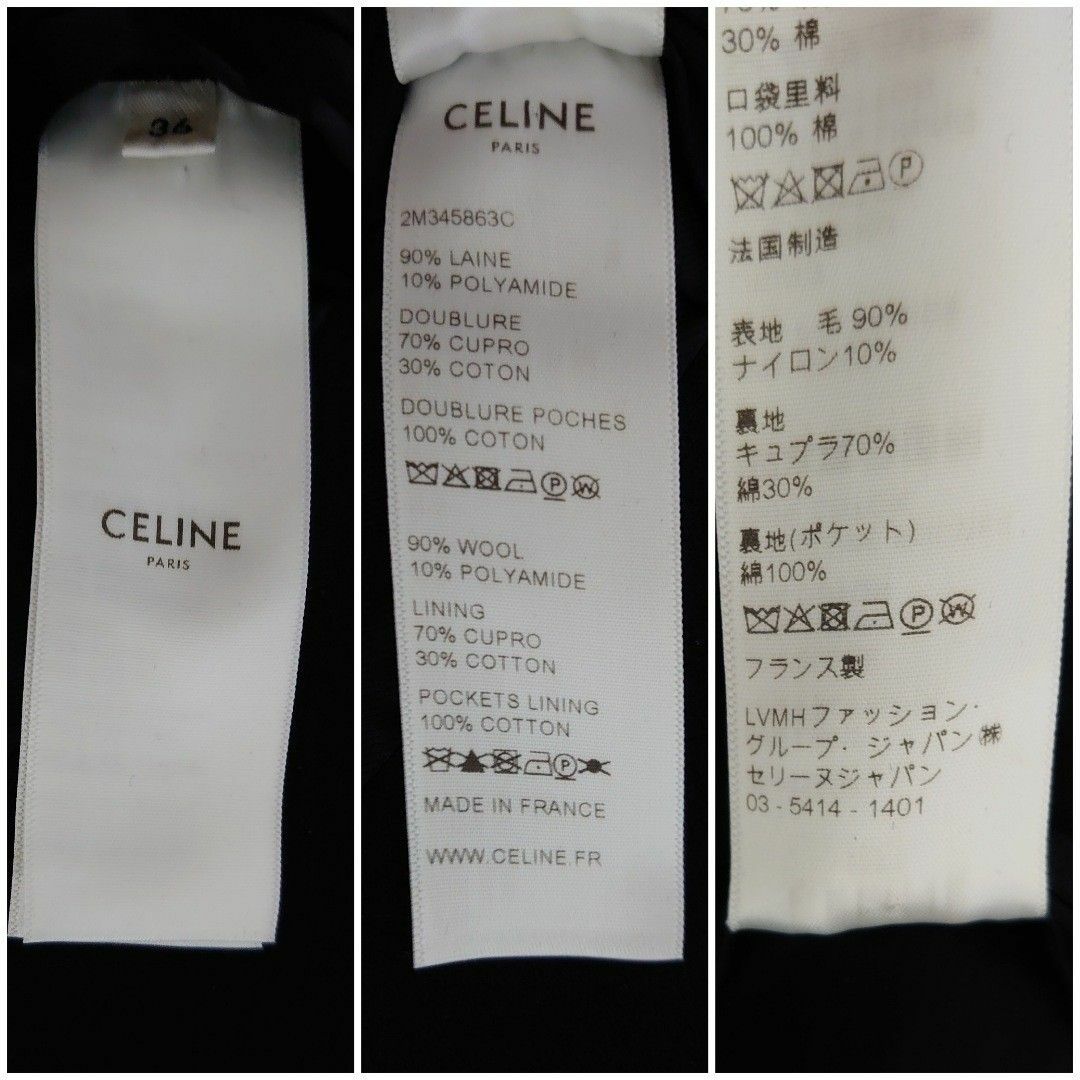 34
CELINE
PARIS
CELINE
PARIS
2M345863C
90% LAINE
10% POLYAMIDE
DOUBLURE
70% CUPRO
30% COTON
DOUBLURE POCHES
100% COTON
90% WOOL
10% POLYAMIDE
LINING
70% CUPRO
30% COTTON
POCKETS LINING
100% COTTON
MADE IN FRANCE
WWW.CELINE.FR
30% 棉
口袋里料
100% 棉
法国制造
表地 毛 90%
ナイロン10%
裏地
キュプラ70%
綿30%
裏地(ポケット)
綿100%
フランス製
LVMHファッション・
グループ・ジャパン㈱
セリーヌジャパン
03-5414-1401